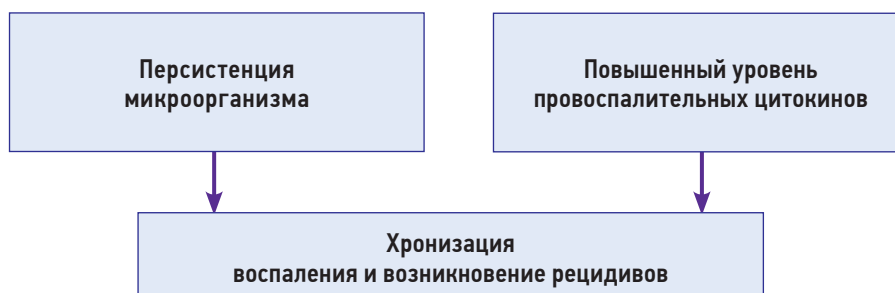 Персистенция
микроорганизма
Повышенный уровень
провоспалительных цитокинов
Хронизация
воспаления и возникновение рецидивов